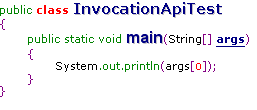 public class InvocationApiTest
{
public static void main(String[] args)
{
System.out.println(args[0]);
}
}